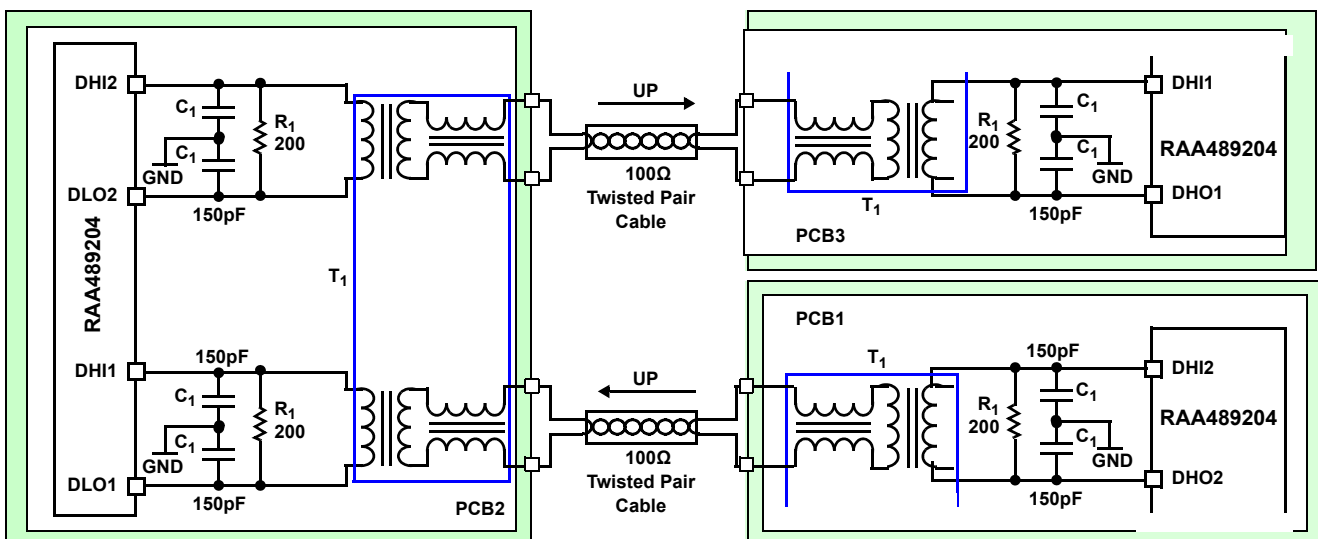 DHI2
C1
R1
200
C1
GND
DLO2
150pF
RAA489204
T1
DHI1
150pF
C1
R1
200
C1
GND
DLO1
150pF
PCB2
UP
100Ω
Twisted Pair
Cable
UP
100Ω
Twisted Pair
Cable
T1
PCB3
R1
200
C1
C1
GND
150pF
DHI1
RAA489204
DHO1
PCB1
T1
150pF
R1
200
C1
C1
GND
150pF
DHI2
RAA489204
DHO2